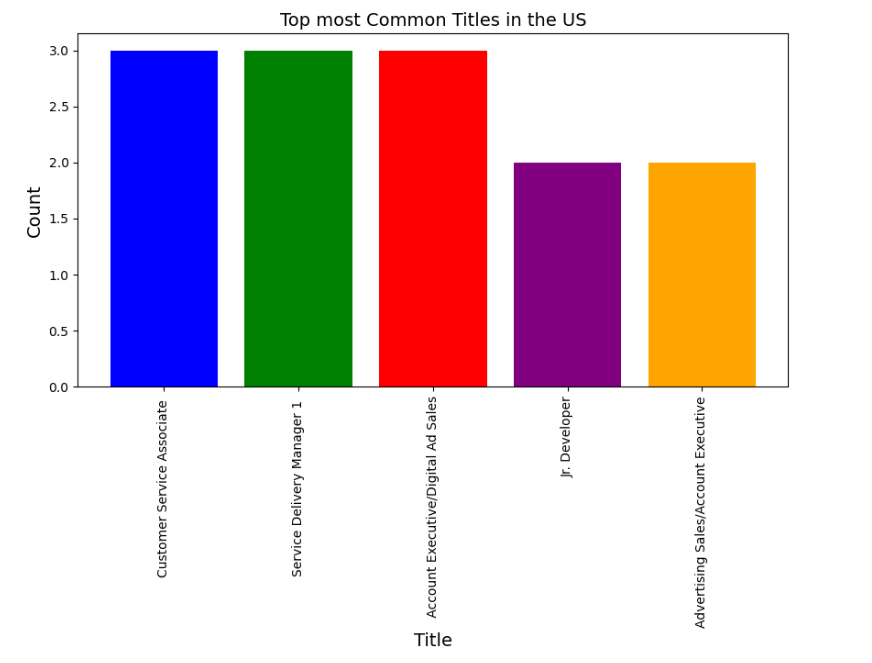 Top most Common Titles in the US
3.0
2.5
2.0
1.5
1.0
0.5
0.0
Count
Customer Service Associate
Service Delivery Manager 1
Account Executive/Digital Ad Sales
Jr. Developer
Advertising Sales/Account Executive
Title